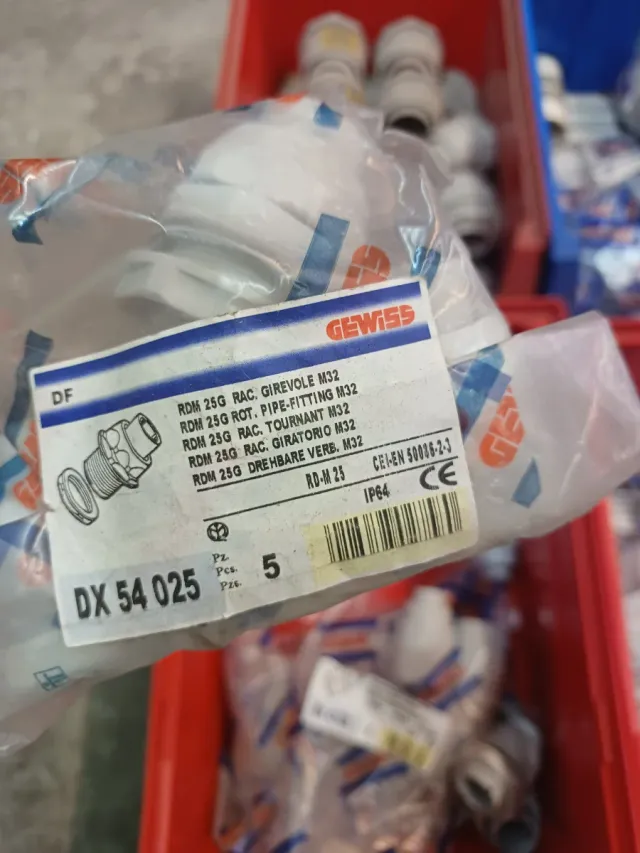 GEWISS
DF
RDM 25G RAC. GIREVOLE M32
RDM 25G ROT. PIPE-FITTING M32
RDM 25G RAC. TOURNANT M32
RDM 25G RAC. GIRATORIO M32
RDM 25G DREHBARE VERB. M32
RD-M 25 CEI-EN 50086-2-3
IP64 CE
DX 54 025
Pz.
Pcs. 5
Pzs.
GEWISS
GEWISS